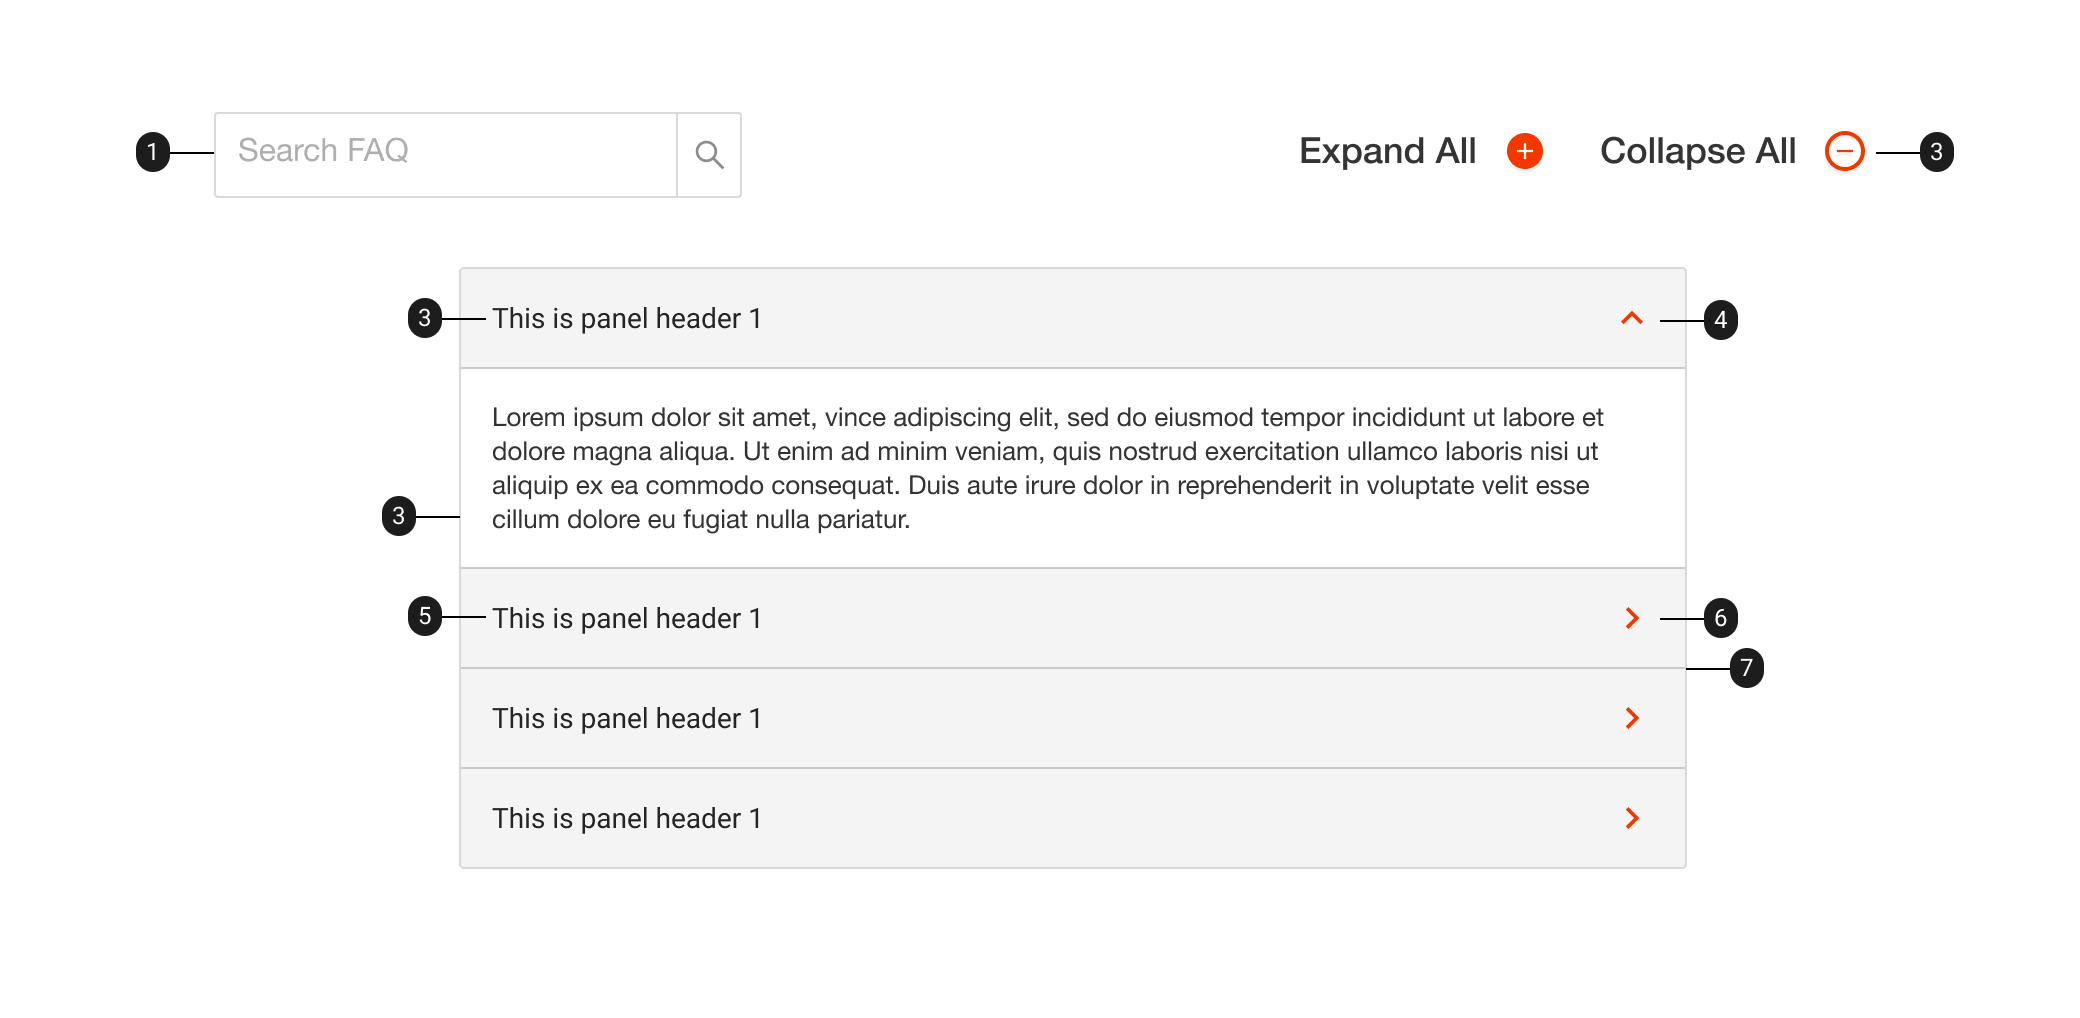 1 Search FAQ Expand All Collapse All 3
3 This is panel header 1 4
Lorem ipsum dolor sit amet, vince adipiscing elit, sed do eiusmod tempor incididunt ut labore et
dolore magna aliqua. Ut enim ad minim veniam, quis nostrud exercitation ullamco laboris nisi ut
aliquip ex ea commodo consequat. Duis aute irure dolor in reprehenderit in voluptate velit esse
3
cillum dolore eu fugiat nulla pariatur.
5 This is panel header 1 6
7
This is panel header 1
This is panel header 1